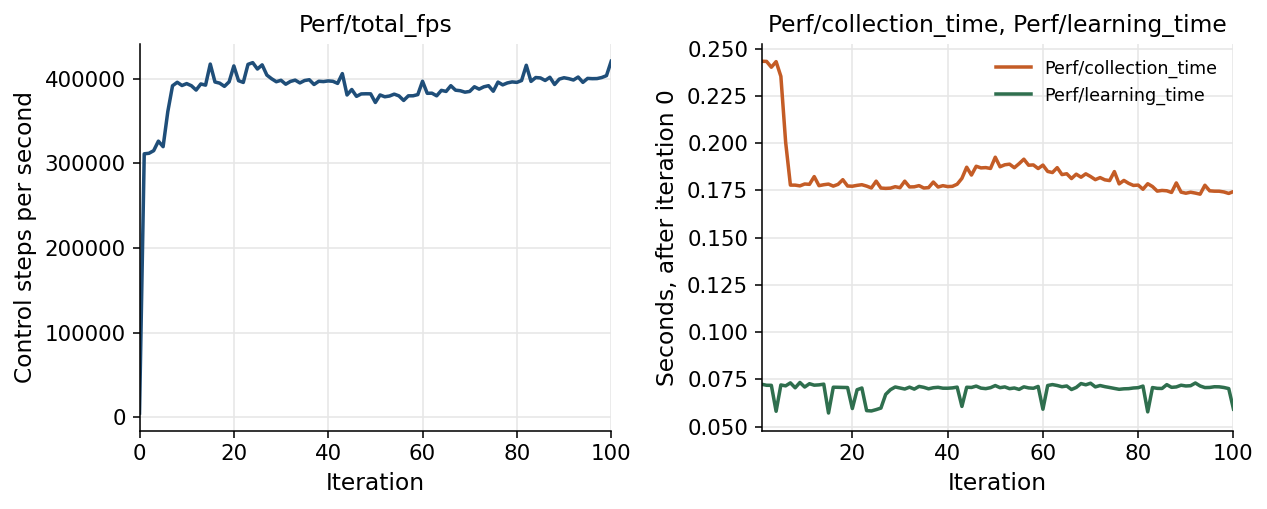 Perf/total_fps
Control steps per second
400000
300000
200000
100000
0
0 20 40 60 80 100
Iteration
Perf/collection_time, Perf/learning_time
Seconds, after iteration 0
0.250
0.225
0.200
0.175
0.150
0.125
0.100
0.075
0.050
Perf/collection_time
Perf/learning_time
20 40 60 80 100
Iteration